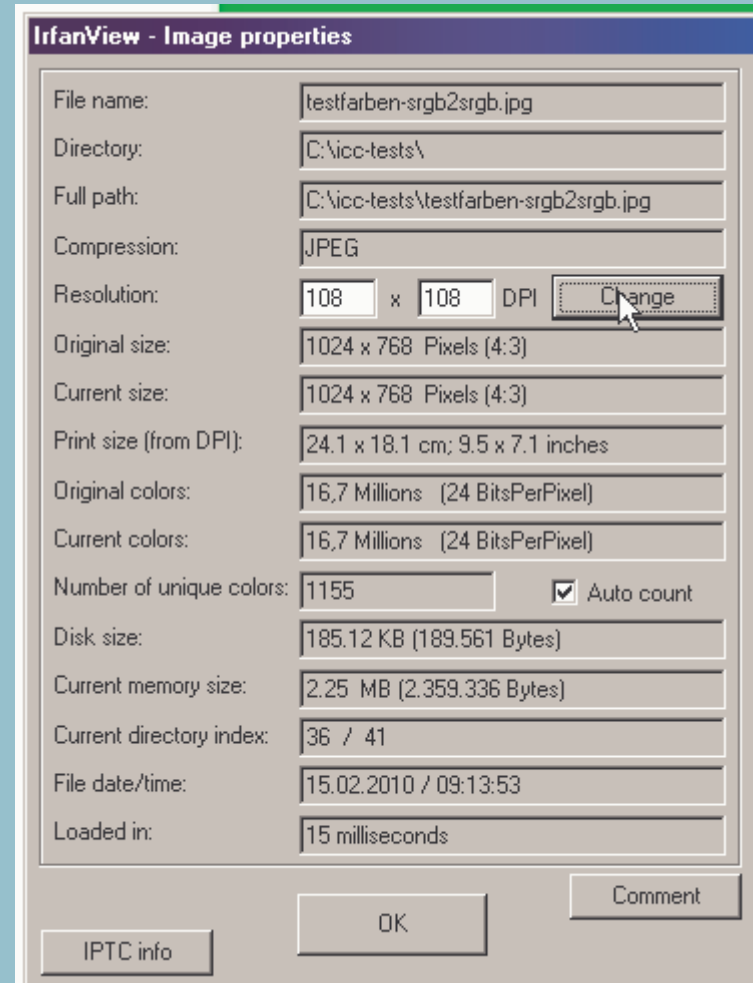 IrfanView - Image properties
File name: testfarben-srgb2srgb.jpg
Directory: C:\icc-tests\
Full path: C:\icc-tests\testfarben-srgb2srgb.jpg
Compression: JPEG
Resolution: 108 x 108 DPI Change
Original size: 1024 x 768 Pixels (4:3)
Current size: 1024 x 768 Pixels (4:3)
Print size (from DPI): 24.1 x 18.1 cm; 9.5 x 7.1 inches
Original colors: 16,7 Millions (24 BitsPerPixel)
Current colors: 16,7 Millions (24 BitsPerPixel)
Number of unique colors: 1155 Auto count
Disk size: 185.12 KB (189.561 Bytes)
Current memory size: 2.25 MB (2.359.336 Bytes)
Current directory index: 36 / 41
File date/time: 15.02.2010 / 09:13:53
Loaded in: 15 milliseconds
Comment
OK
IPTC info